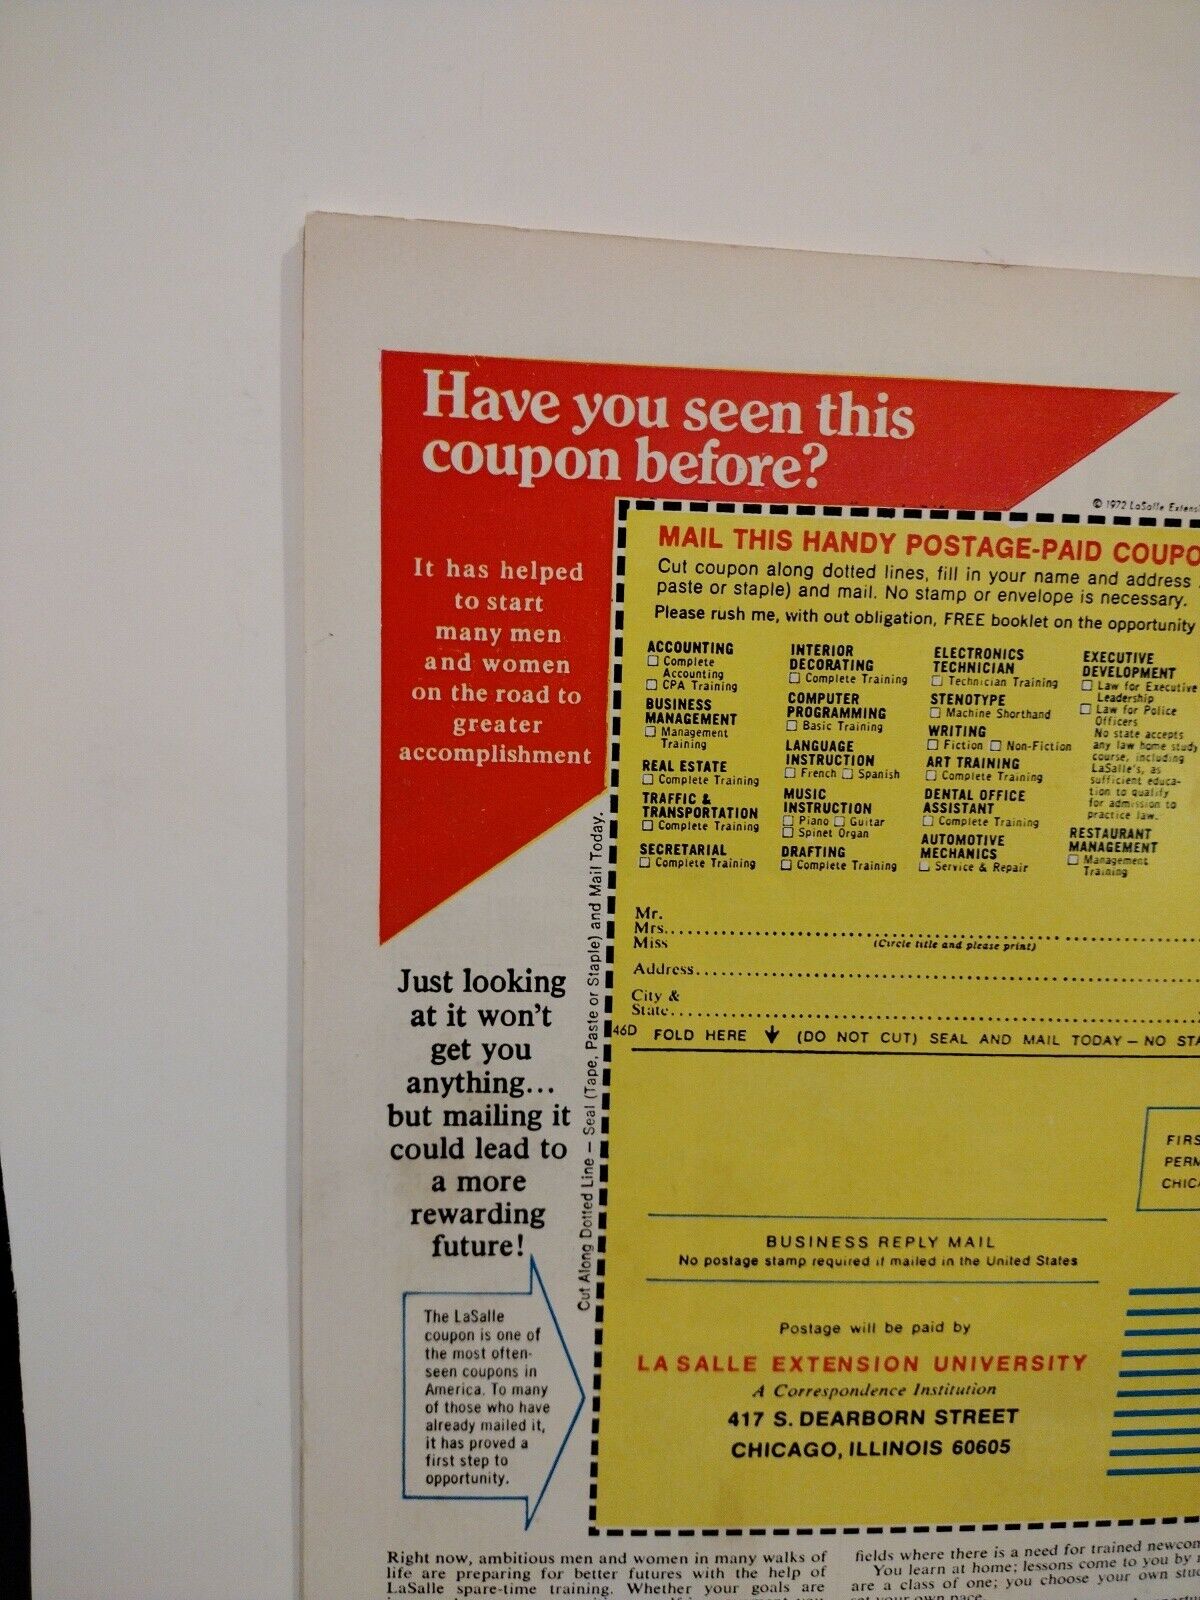 Have you seen this
coupon before?
It has helped
to start
many men
and women
on the road to
greater
accomplishment
Just looking
at it won't
get you
anything...
but mailing it
could lead to
a more
rewarding
future!
The LaSalle
coupon is one of
the most often-
seen coupons in
America. To many
of those who have
already mailed it,
it has proved a
first step to
opportunity.
Cut Along Dotted Line – Seal (Tape, Paste or Staple) and Mail Today.
© 1972 LaSalle
MAIL THIS HANDY POSTAGE-PAID
Cut coupon along dotted lines, fill in your name and address
paste or staple) and mail. No stamp or envelope is necessary.
Please rush me, with out obligation, FREE booklet on the opportunity
ACCOUNTING
☐ Complete
Accounting
☐ CPA Training
BUSINESS
MANAGEMENT
☐ Management
Training
REAL ESTATE
☐ Complete Training
TRAFFIC &
TRANSPORTATION
☐ Complete Training
SECRETARIAL
☐ Complete Training
INTERIOR
DECORATING
☐ Complete Training
COMPUTER
PROGRAMMING
☐ Basic Training
LANGUAGE
INSTRUCTION
☐ French ☐ Spanish
MUSIC
INSTRUCTION
☐ Piano ☐ Guitar
☐ Spinet Organ
DRAFTING
☐ Complete Training
ELECTRONICS
TECHNICIAN
☐ Technician Training
STENOTYPE
☐ Machine Shorthand
WRITING
☐ Fiction ☐ Non-Fiction
ART TRAINING
☐ Complete Training
DENTAL OFFICE
ASSISTANT
☐ Complete Training
AUTOMOTIVE
MECHANICS
☐ Service & Repair
EXECUTIVE
DEVELOPMENT
☐ Law for Executive
Leadership
☐ Law for Police
Officers
No state accepts
any law home study
course, including
LaSalle's, as
sufficient educa-
tion to qualify
for admission to
practice law.
RESTAURANT
MANAGEMENT
☐ Management
Training
Mr.
Mrs.
Miss
(Circle title and please print)
Address
City &
State
46D FOLD HERE (DO NOT CUT) SEAL AND MAIL TODAY – NO
BUSINESS REPLY MAIL
No postage stamp required if mailed in the United States
Postage will be paid by
LA SALLE EXTENSION UNIVERSITY
A Correspondence Institution
417 S. DEARBORN STREET
CHICAGO, ILLINOIS 60605
Right now, ambitious men and women in many walks of
life are preparing for better futures with the help of
LaSalle spare-time training. Whether your goals are
fields where there is a need for trained
You learn at home; lessons come to you by
are a class of one; you choose your own